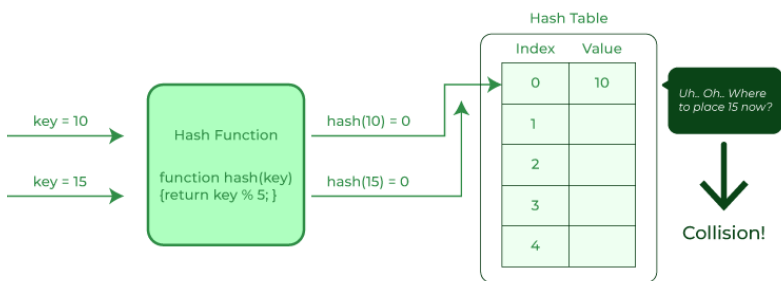 Hash Table
Index Value
0 10
1
2
3
4
key = 10
key = 15
Hash Function
function hash(key)
{return key % 5; }
hash(10) = 0
hash(15) = 0
Uh.. Oh.. Where
to place 15 now?
Collision!